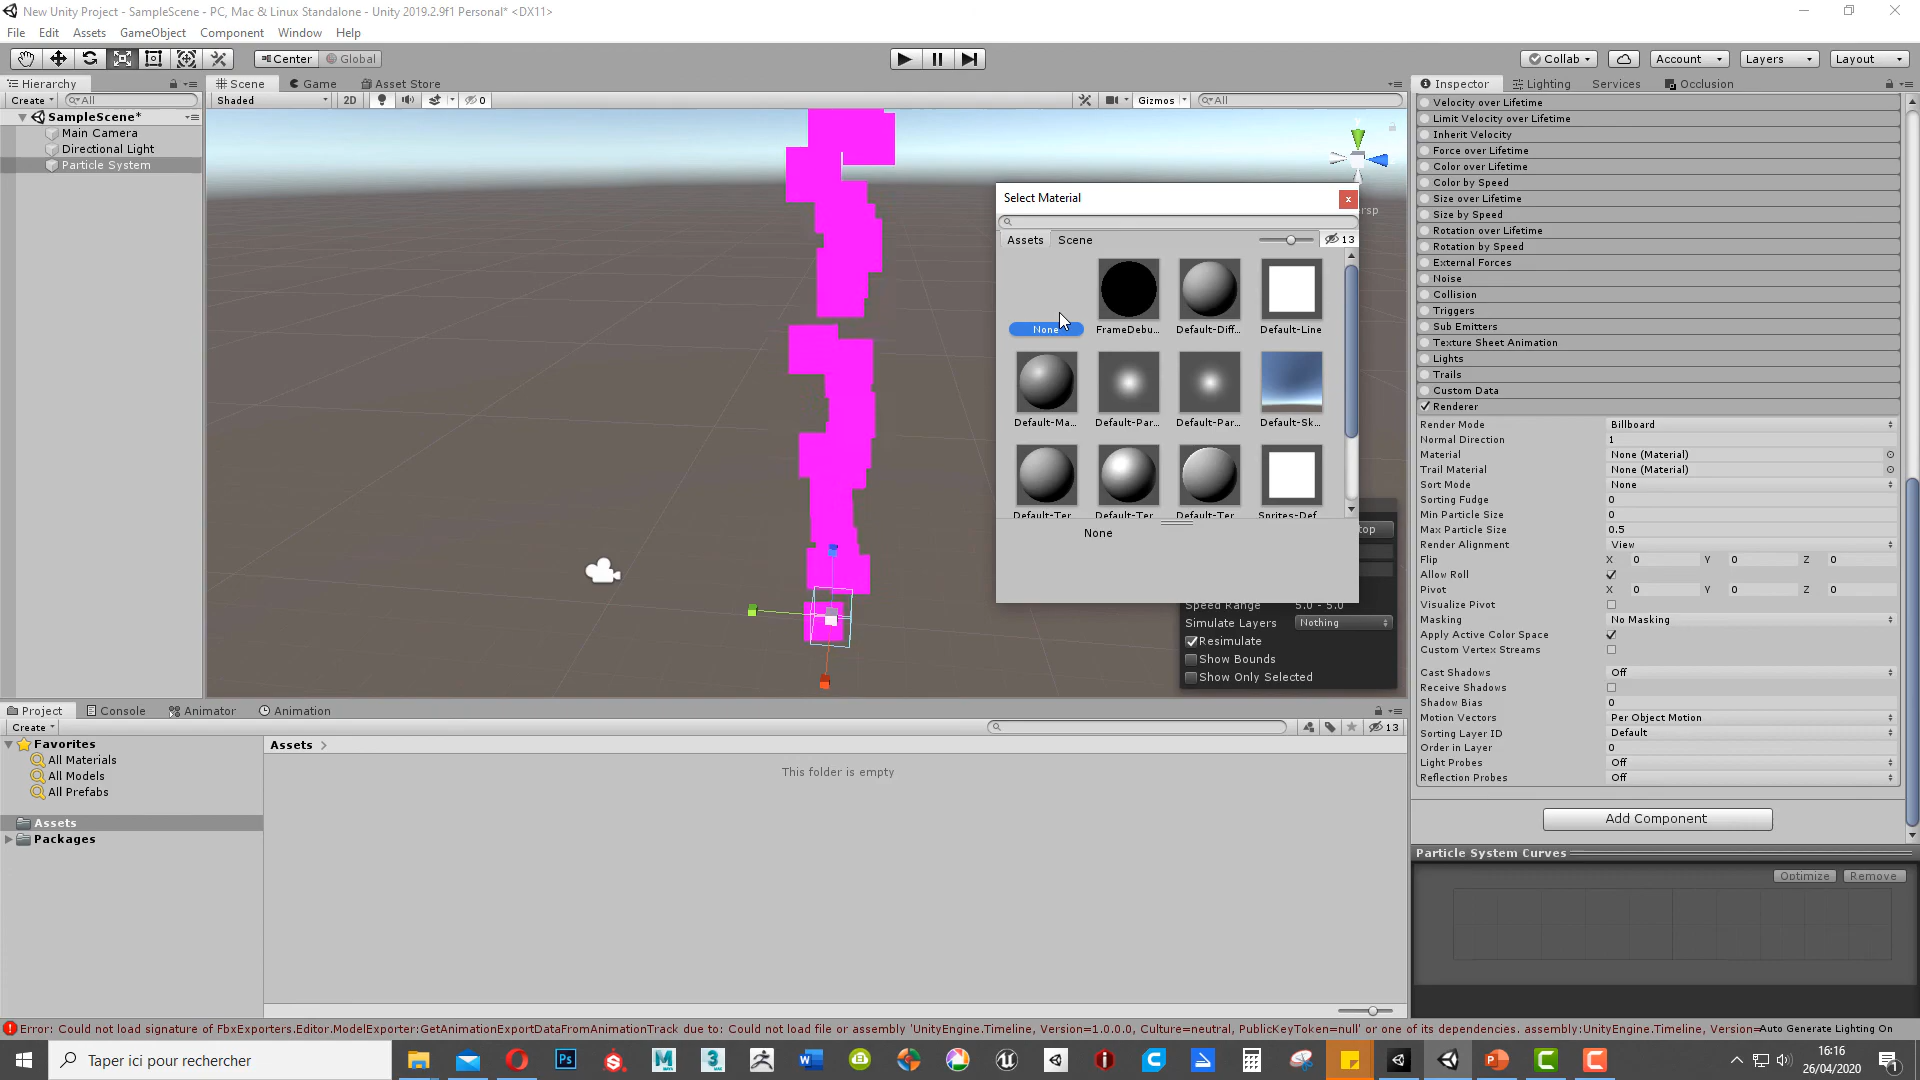 New Unity Project - SampleScene - PC, Mac & Linux Standalone - Unity 2019.2.9f1 Personal* <DX11>
File Edit Assets GameObject Component Window Help
Center Global Collab Account Layers Layout
Hierarchy Scene Game Asset Store Inspector Lighting Services Occlusion
Create All Shaded 2D 0 Gizmos All
SampleScene*
Main Camera
Directional Light
Particle System
Select Material
Assets Scene 13
None FrameDebu... Default-Diff... Default-Line
Default-Ma... Default-Par... Default-Par... Default-Sk...
Default-Ter... Default-Ter... Default-Ter... Sprites-Def...
None
Speed Range 5.0 - 5.0
Simulate Layers Nothing
Resimulate
Show Bounds
Show Only Selected
Velocity over Lifetime
Limit Velocity over Lifetime
Inherit Velocity
Force over Lifetime
Color over Lifetime
Color by Speed
Size over Lifetime
Size by Speed
Rotation over Lifetime
Rotation by Speed
External Forces
Noise
Collision
Triggers
Sub Emitters
Texture Sheet Animation
Lights
Trails
Custom Data
Renderer
Render Mode Billboard
Normal Direction 1
Material None (Material)
Trail Material None (Material)
Sort Mode None
Sorting Fudge 0
Min Particle Size 0
Max Particle Size 0.5
Render Alignment View
Flip X 0 Y 0 Z 0
Allow Roll
Pivot X 0 Y 0 Z 0
Visualize Pivot
Masking No Masking
Apply Active Color Space
Custom Vertex Streams
Cast Shadows Off
Receive Shadows
Shadow Bias 0
Motion Vectors Per Object Motion
Sorting Layer ID Default
Order in Layer 0
Light Probes Off
Reflection Probes Off
Add Component
Particle System Curves
Optimize Remove
Project Console Animator Animation
Create 13
Favorites
All Materials
All Models
All Prefabs
Assets
Packages
Assets
This folder is empty
Error: Could not load signature of FbxExporters.Editor.ModelExporter:GetAnimationExportDataFromAnimationTrack due to: Could not load file or assembly 'UnityEngine.Timeline, Version=1.0.0.0, Culture=neutral, PublicKeyToken=null' or one of its dependencies. assembly:UnityEngine.Timeline, Version=
Auto Generate Lighting On
Taper ici pour rechercher
16:16
26/04/2020